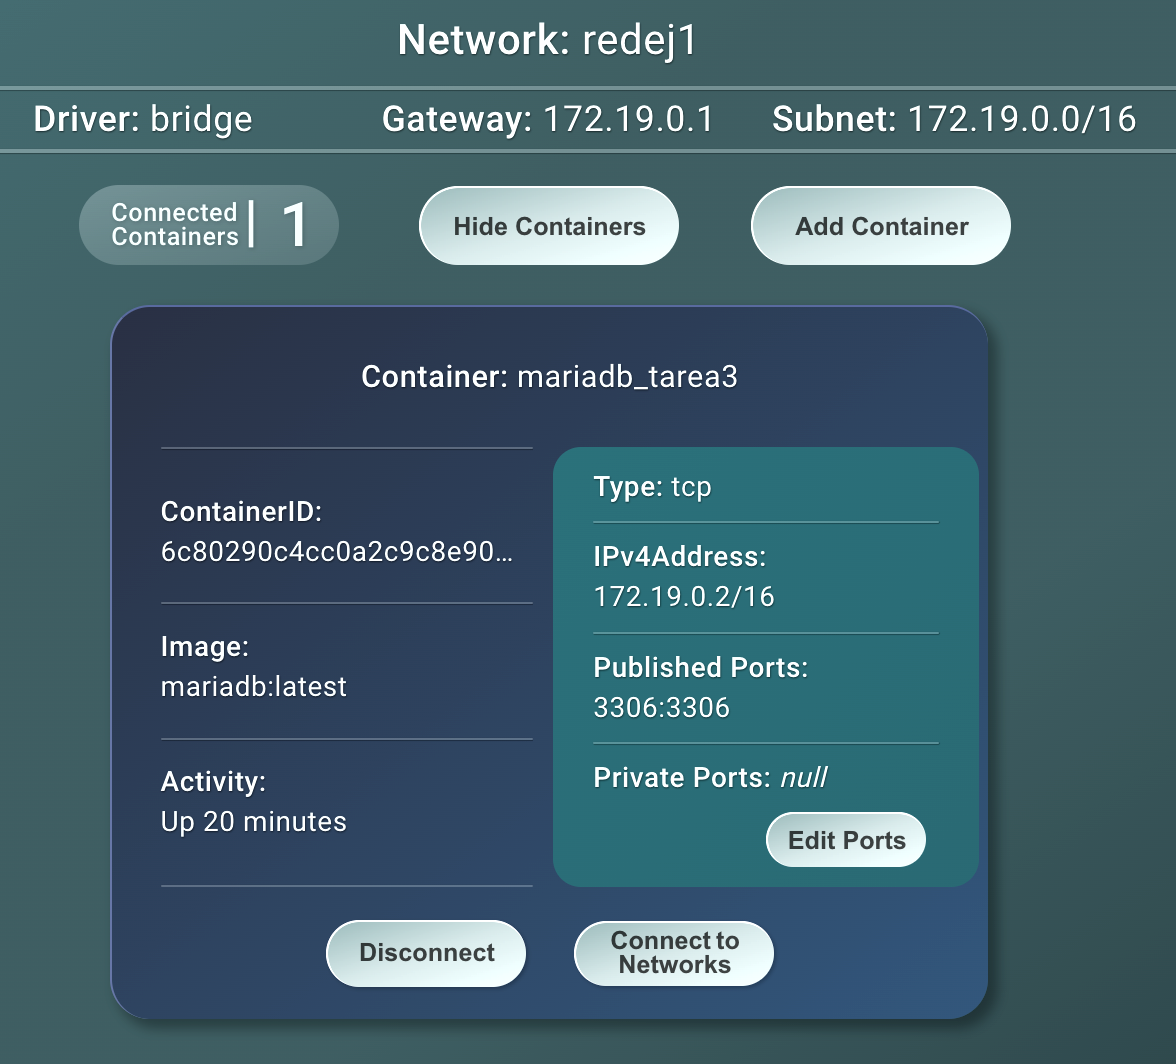 Network: redej1
Driver: bridge
Gateway: 172.19.0.1
Subnet: 172.19.0.0/16
Connected
Containers
1
Hide Containers
Add Container
Container: mariadb_tarea3
ContainerID:
6c80290c4cc0a2c9c8e90...
Image:
mariadb:latest
Activity:
Up 20 minutes
Type: tcp
IPv4Address:
172.19.0.2/16
Published Ports:
3306:3306
Private Ports: null
Edit Ports
Disconnect
Connect to
Networks